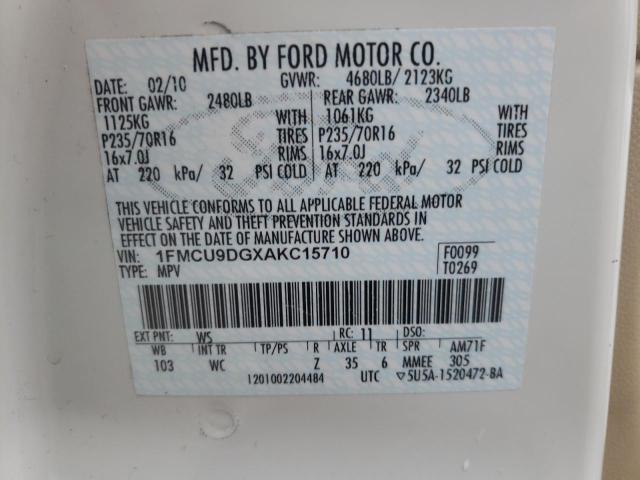 MFD. BY FORD MOTOR CO.
DATE: 02/10 GVWR: 4680LB/ 2123KG
FRONT GAWR: 2480LB REAR GAWR: 2340LB
1125KG WITH 1061KG WITH
P235/70R16 TIRES P235/70R16 TIRES
16x7.0J RIMS 16x7.0J RIMS
AT 220 kPa/ 32 PSI COLD AT 220 kPa/ 32 PSI COLD
THIS VEHICLE CONFORMS TO ALL APPLICABLE FEDERAL MOTOR
VEHICLE SAFETY AND THEFT PREVENTION STANDARDS IN
EFFECT ON THE DATE OF MANUFACTURE SHOWN ABOVE.
VIN: 1FMCU9DGXAKC15710 F0099
TYPE: MPV T0269
EXT PNT: WS RC: 11 DSO:
WB INT TR TP/PS R AXLE TR SPR AM71F
103 WC Z 35 6 MMEE 305
1201002204484 UTC ▽5U5A-1520472-BA